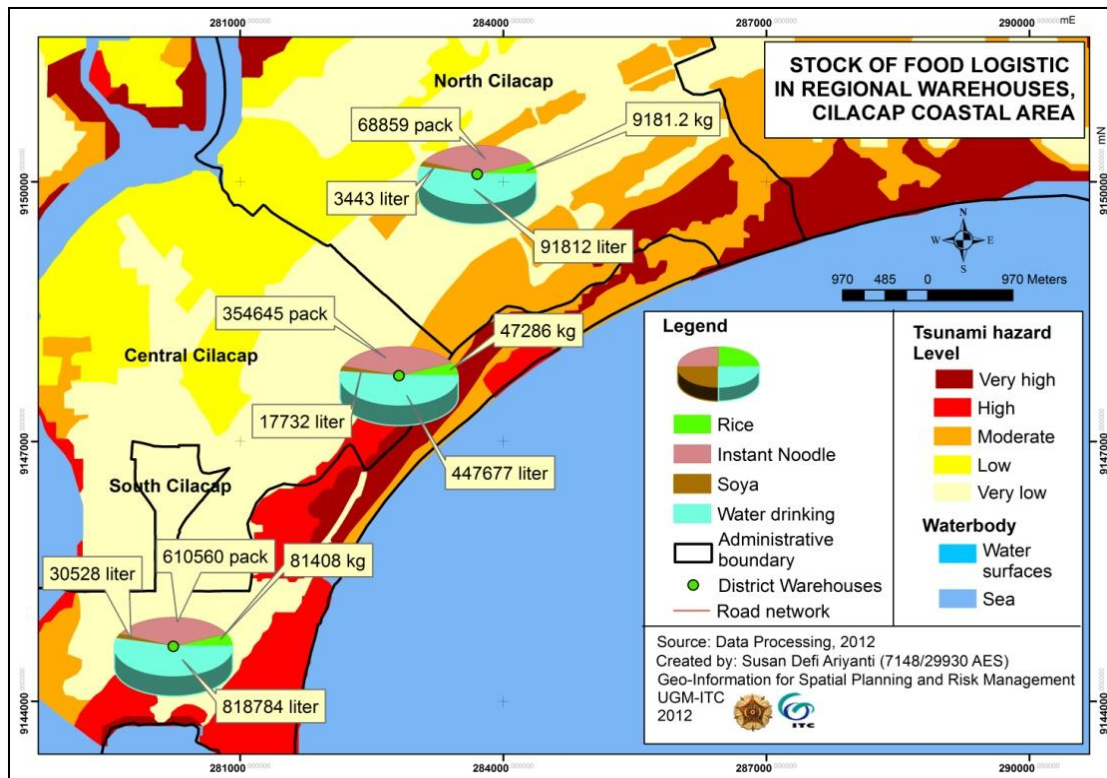 281000
284000
287000
290000
mE
STOCK OF FOOD LOGISTIC
IN REGIONAL WAREHOUSES,
CILACAP COASTAL AREA
mN
9150000
9150000
North Cilacap
68859 pack
9181.2 kg
3443 liter
91812 liter
N
W
E
S
970
485
0
970 Meters
354645 pack
47286 kg
Central Cilacap
17732 liter
447677 liter
9147000
9147000
South Cilacap
610560 pack
81408 kg
30528 liter
818784 liter
Legend
Rice
Instant Noodle
Soya
Water drinking
Administrative
boundary
District Warehouses
Road network
Tsunami hazard
Level
Very high
High
Moderate
Low
Very low
Waterbody
Water
surfaces
Sea
Source: Data Processing, 2012
Created by: Susan Defi Ariyanti (7148/29930 AES)
Geo-Information for Spatial Planning and Risk Management
UGM-ITC
2012
ITC
9144000
9144000
281000
284000
287000
290000